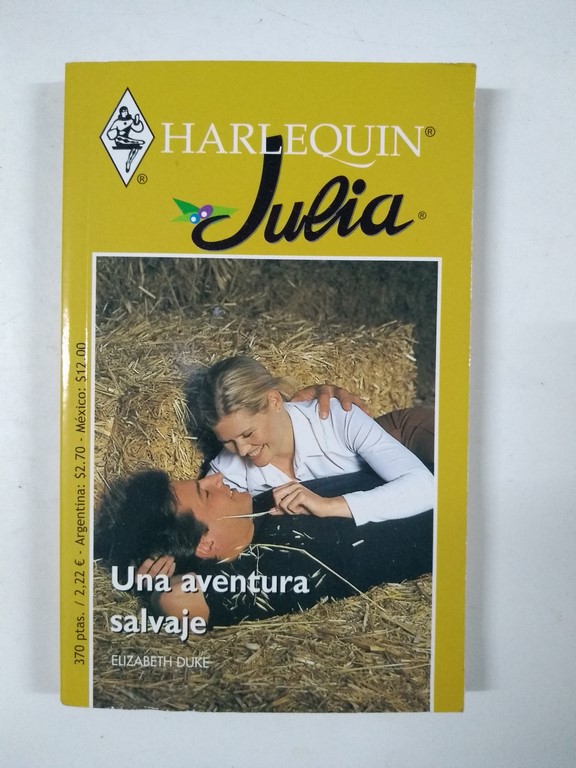 HARLEQUIN®
Julia®
®
Una aventura
salvaje
ELIZABETH DUKE
370 ptas. / 2,22 € - Argentina: $2.70 - México: $12.00